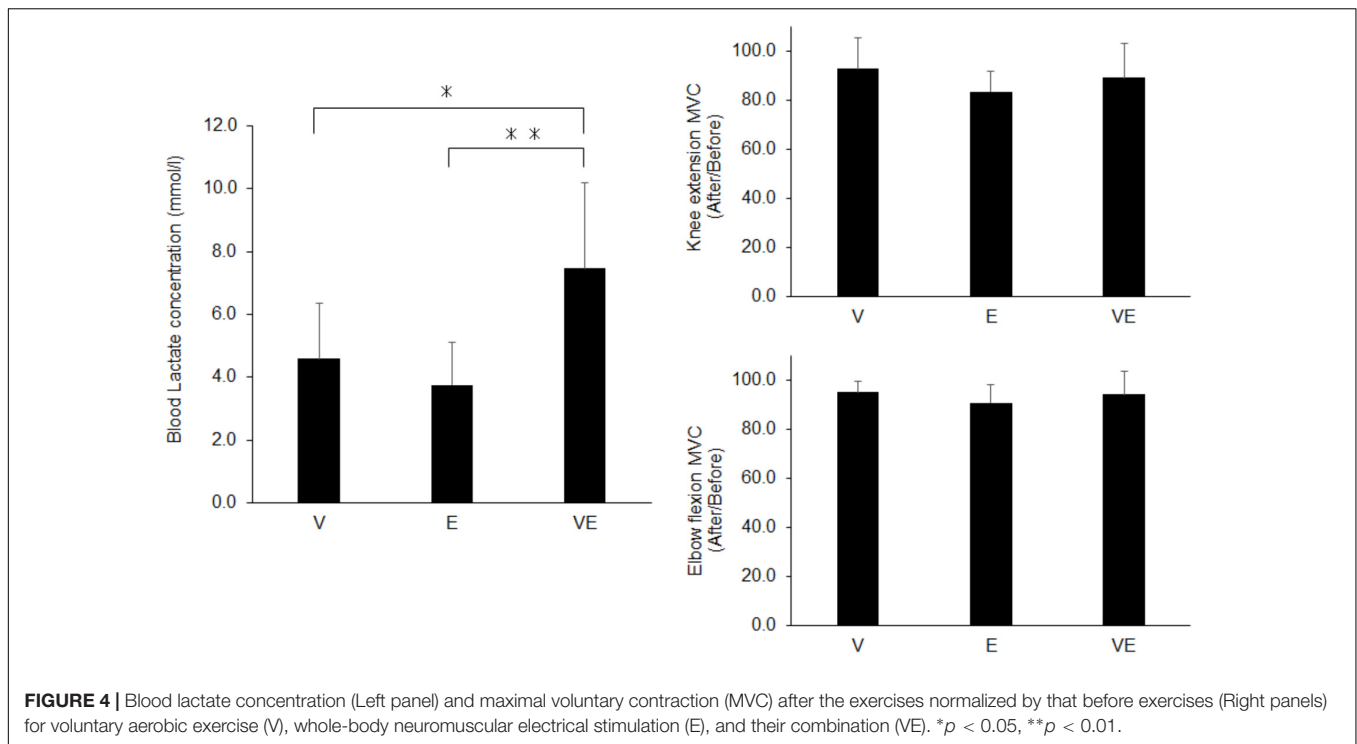 *
* *
Blood Lactate concentration (mmol/l)
12.0
10.0
8.0
6.0
4.0
2.0
0.0
V E VE
Knee extension MVC
(After/Before)
100.0
80.0
60.0
40.0
20.0
0.0
V E VE
Elbow flexion MVC
(After/Before)
100.0
80.0
60.0
40.0
20.0
0.0
V E VE
FIGURE 4 | Blood lactate concentration (Left panel) and maximal voluntary contraction (MVC) after the exercises normalized by that before exercises (Right panels)
for voluntary aerobic exercise (V), whole-body neuromuscular electrical stimulation (E), and their combination (VE). *p < 0.05, **p < 0.01.